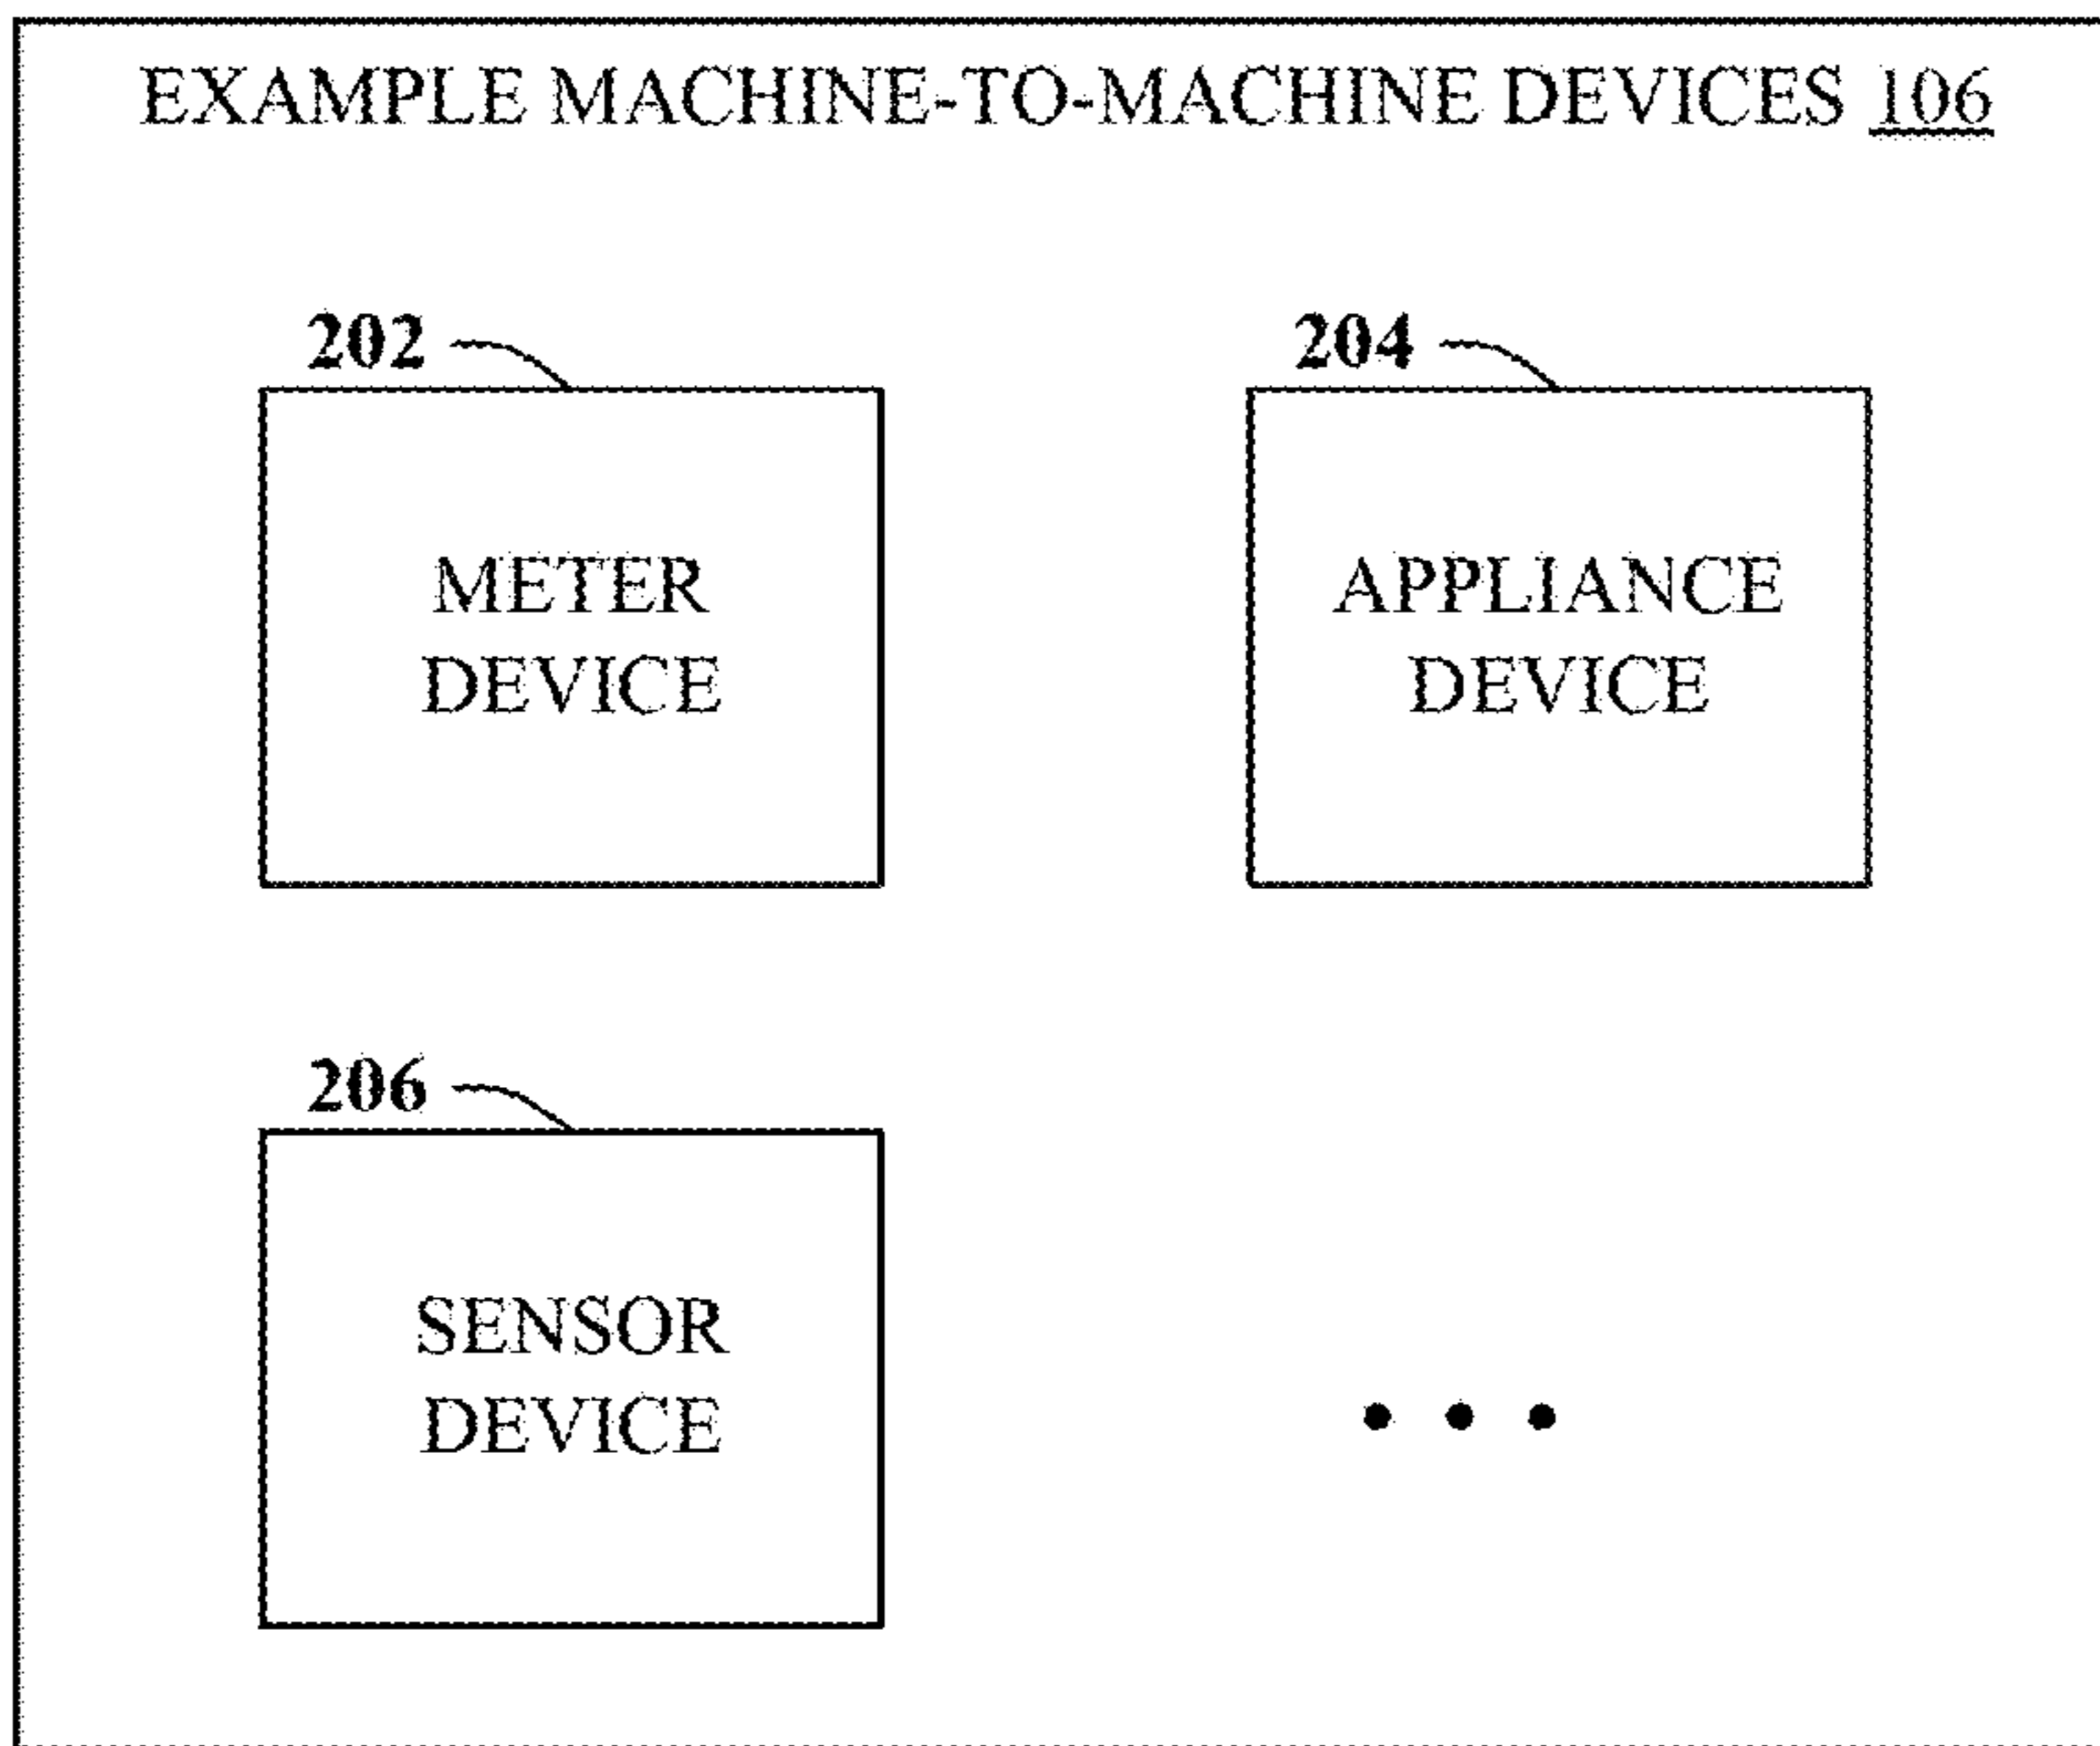 EXAMPLE MACHINE-TO-MACHINE DEVICES 106
202
204
METER
DEVICE
APPLIANCE
DEVICE
206
SENSOR
DEVICE
• • •